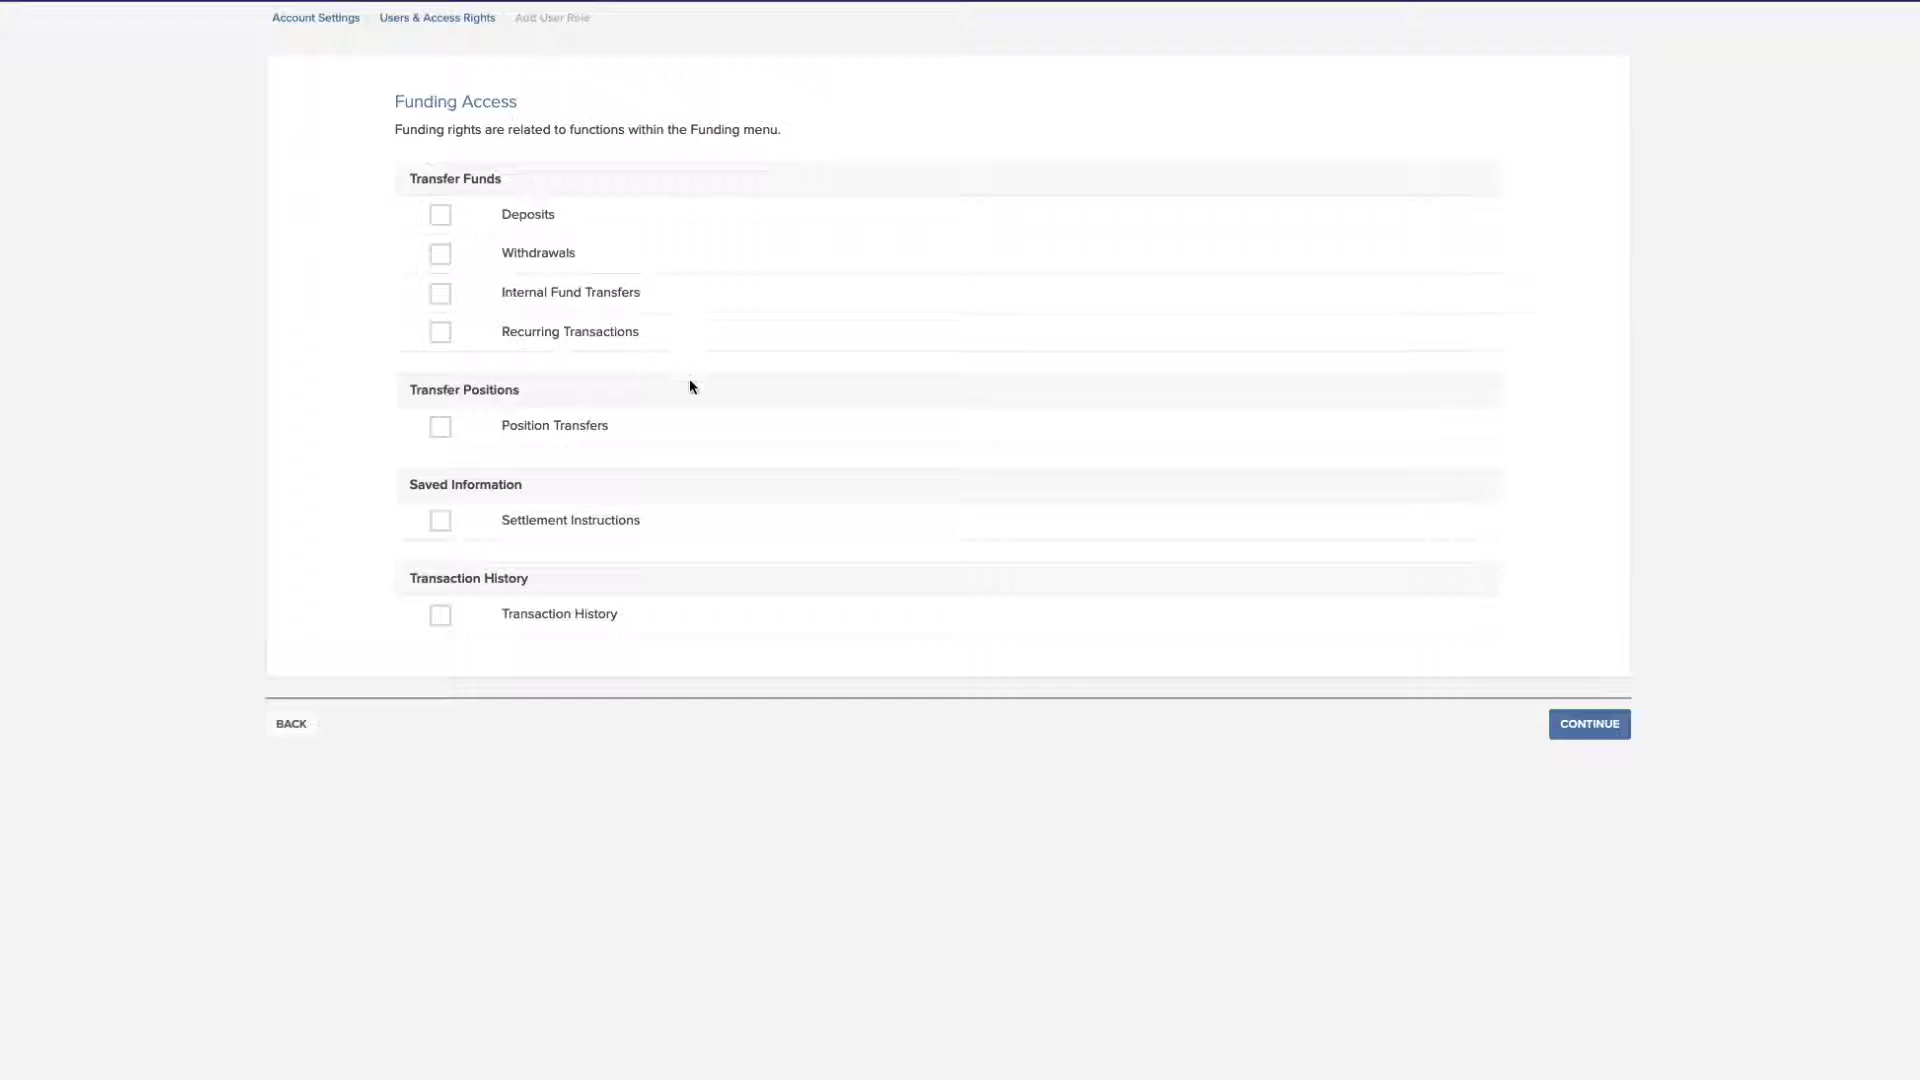 Account Settings Users & Access Rights Add User Role
Funding Access
Funding rights are related to functions within the Funding menu.
Transfer Funds
Deposits
Withdrawals
Internal Fund Transfers
Recurring Transactions
Transfer Positions
Position Transfers
Saved Information
Settlement Instructions
Transaction History
Transaction History
BACK
CONTINUE